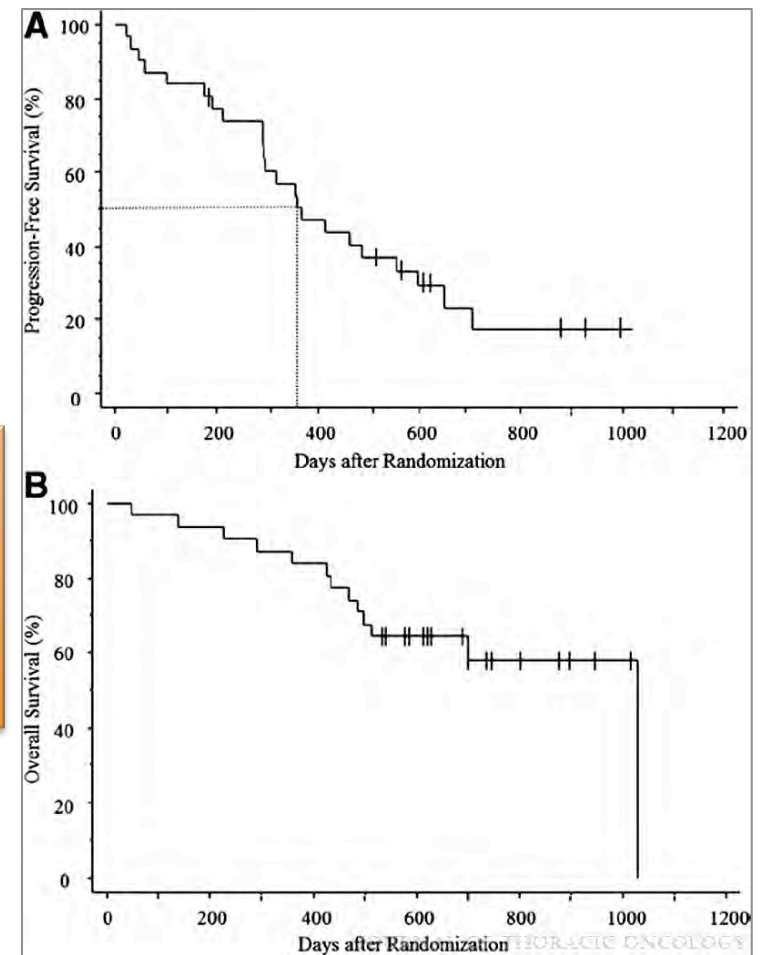 A
Progression-Free Survival (%)
100
80
60
40
20
0
0 200 400 600 800 1000 1200
Days after Randomization
B
Overall Survival (%)
100
80
60
40
20
0
0 200 400 600 800 1000 1200
Days after Randomization
THORACIC ONCOLOGY